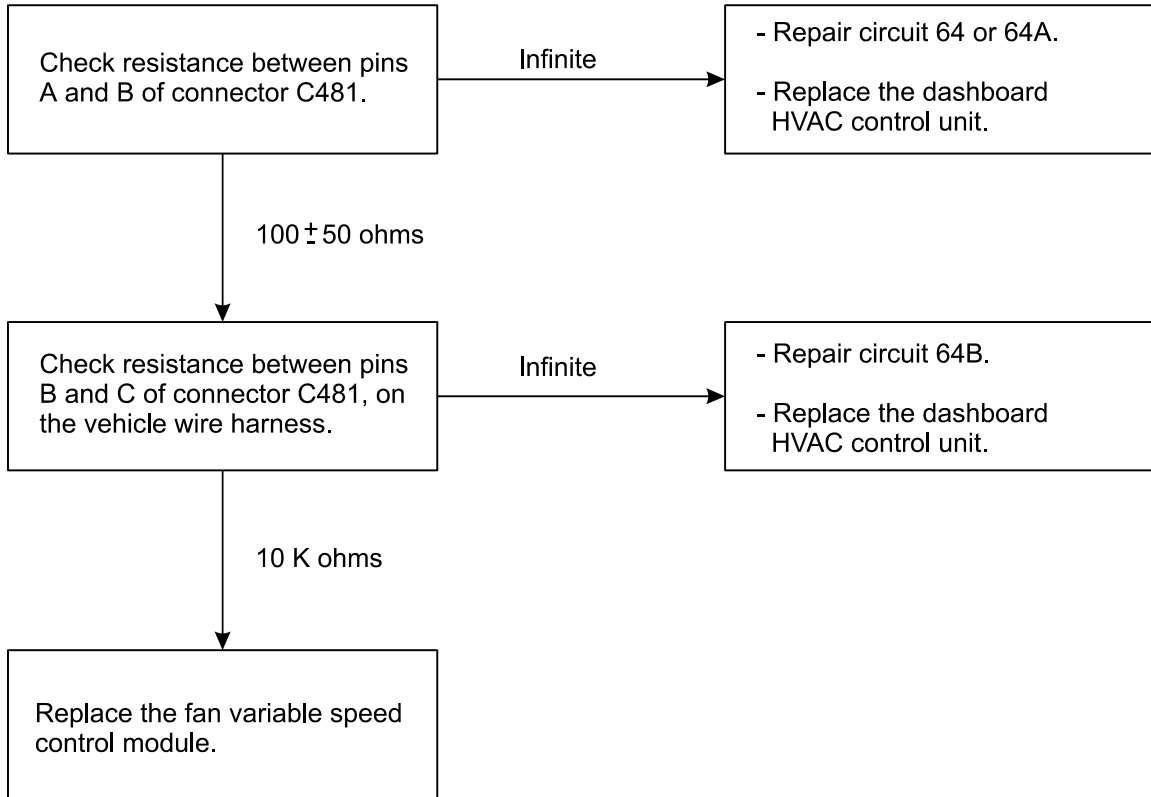 Check resistance between pins
A and B of connector C481.
Infinite
- Repair circuit 64 or 64A.
- Replace the dashboard
HVAC control unit.
100 ± 50 ohms
Check resistance between pins
B and C of connector C481, on
the vehicle wire harness.
Infinite
- Repair circuit 64B.
- Replace the dashboard
HVAC control unit.
10 K ohms
Replace the fan variable speed
control module.